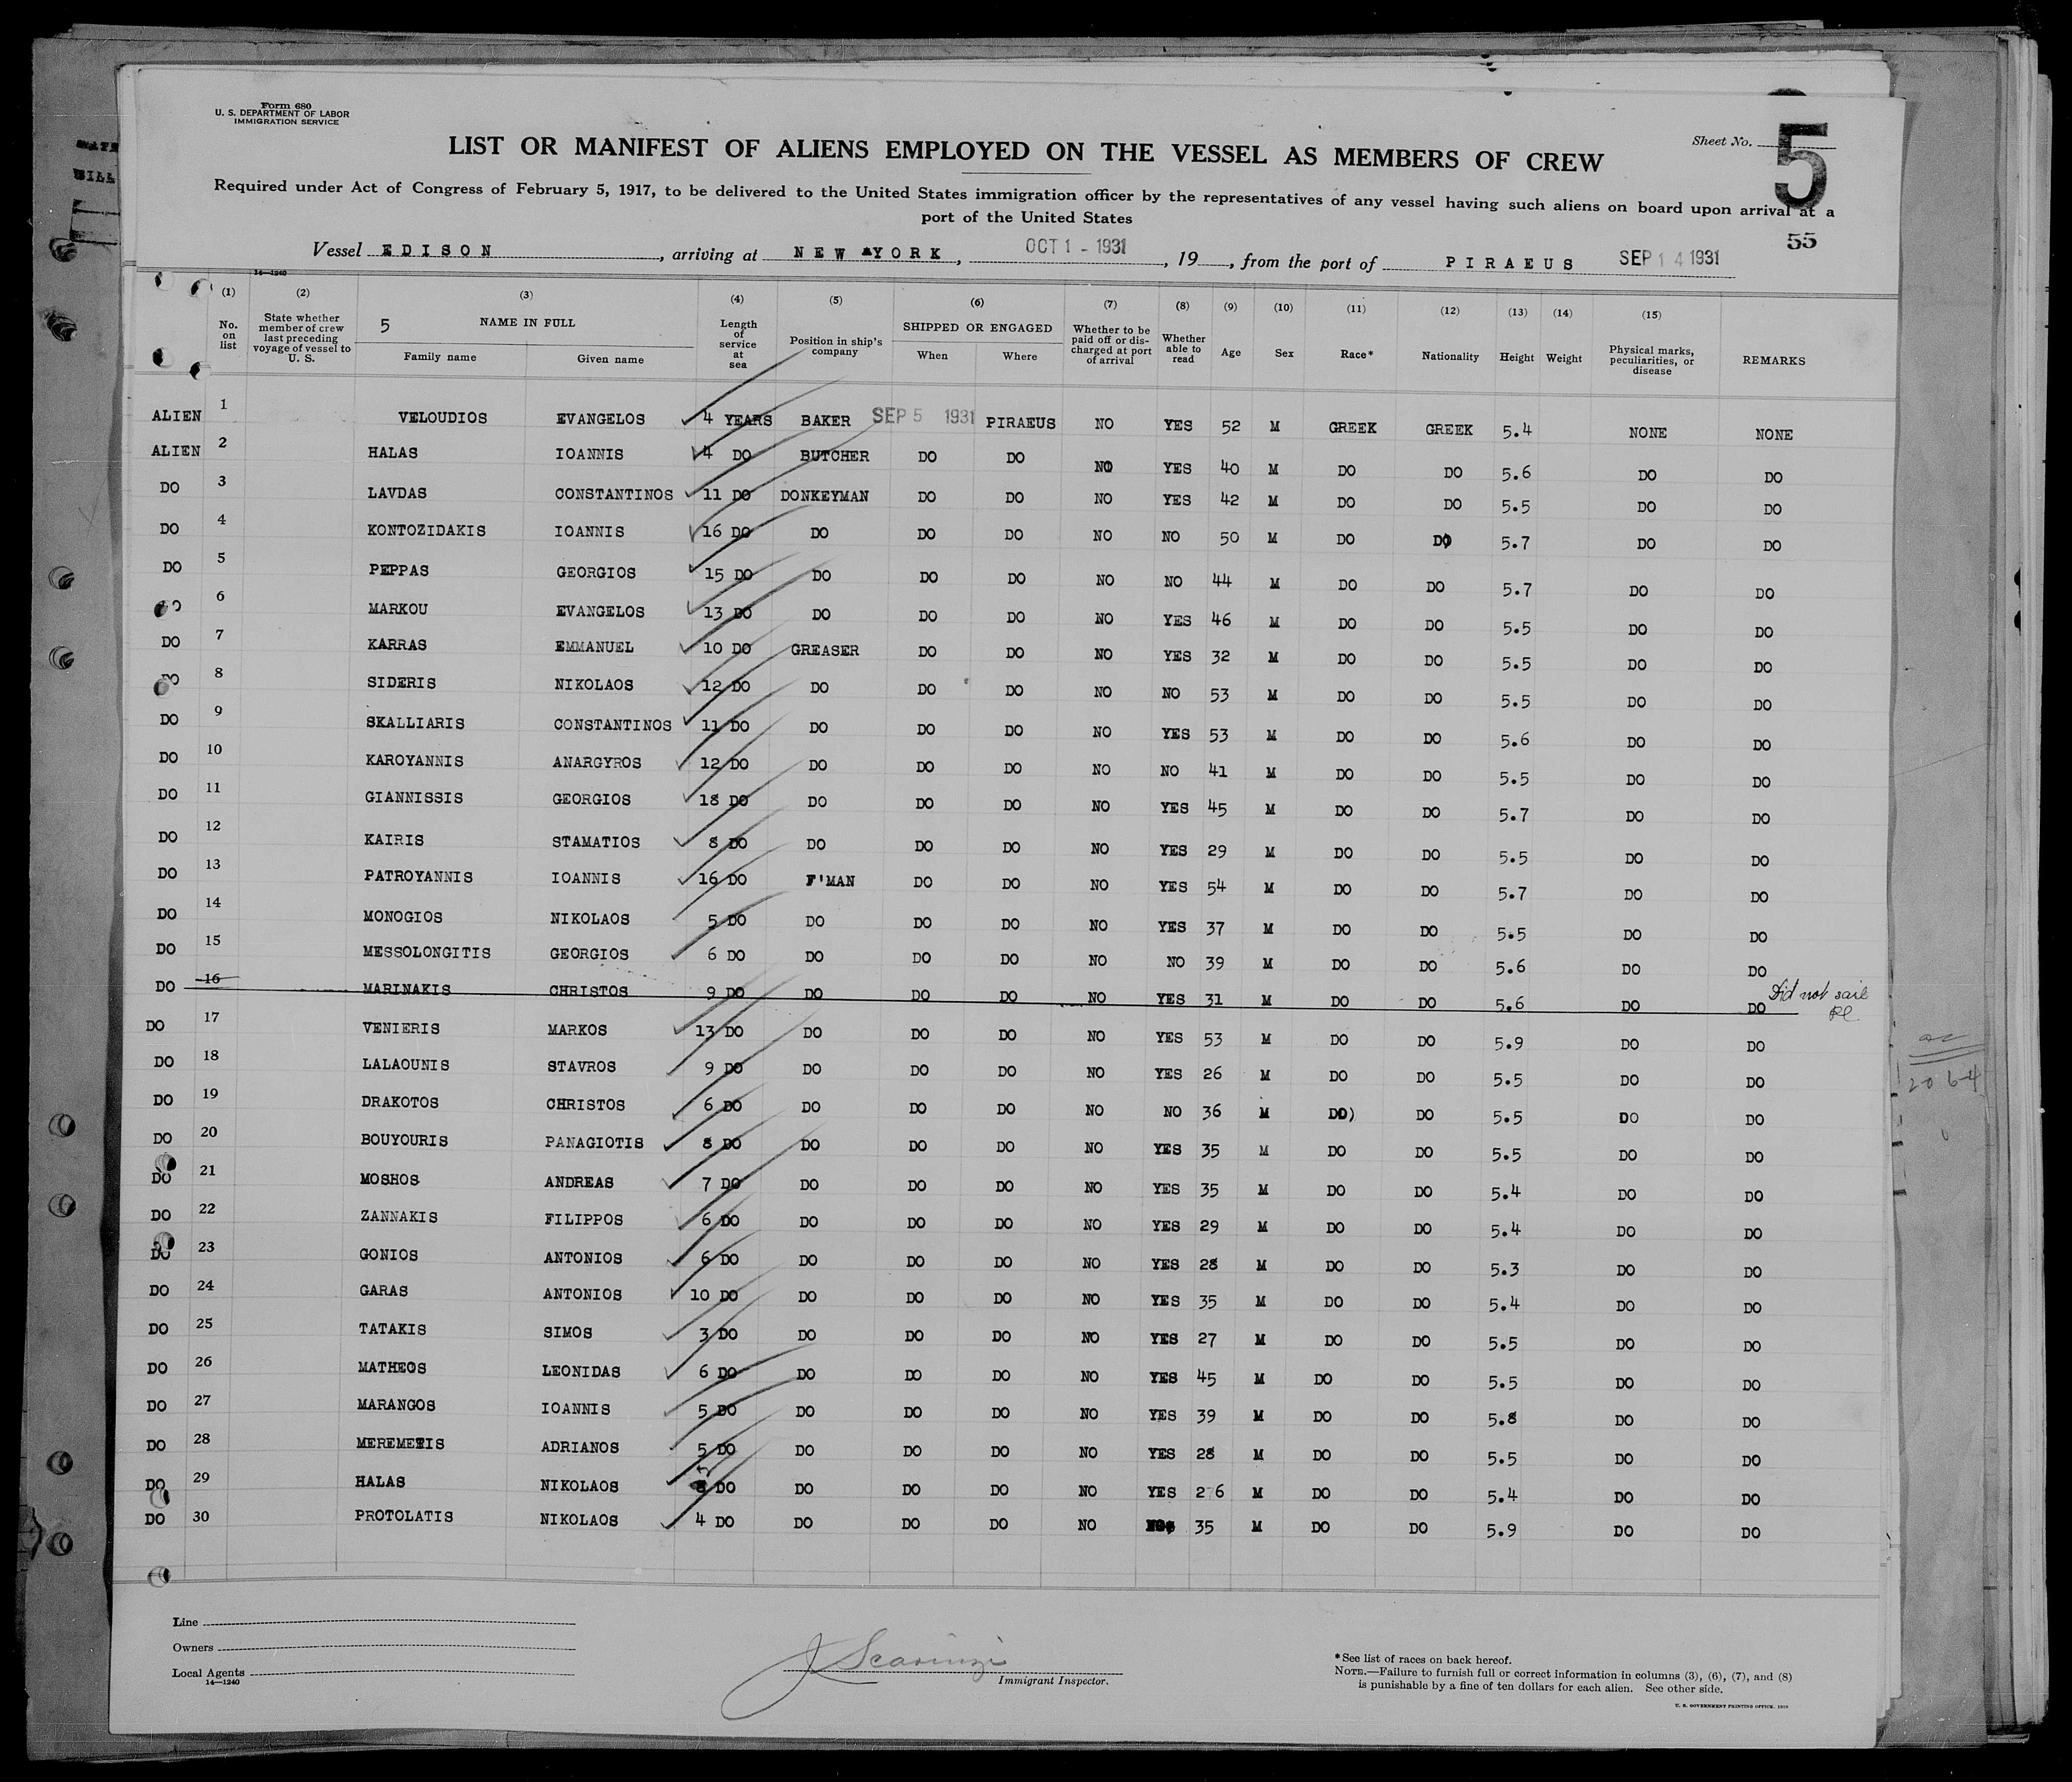 Form 680
U. S. DEPARTMENT OF LABOR
IMMIGRATION SERVICE
Sheet No. 5
LIST OR MANIFEST OF ALIENS EMPLOYED ON THE VESSEL AS MEMBERS OF CREW
Required under Act of Congress of February 5, 1917, to be delivered to the United States immigration officer by the representatives of any vessel having such aliens on board upon arrival at a
port of the United States
55
Vessel EDISON, arriving at NEW YORK, OCT 1 - 1931, 19, from the port of PIRAEUS SEP 14 1931
14—1240
(1) (2) (3) (4) (5) (6) (7) (8) (9) (10) (11) (12) (13) (14) (15)
No. on list State whether member of crew last preceding voyage of vessel to U. S. 5 NAME IN FULL Family name Given name Length of service at sea Position in ship's company SHIPPED OR ENGAGED When Where Whether to be paid off or discharged at port of arrival Whether able to read Age Sex Race* Nationality Height Weight Physical marks, peculiarities, or disease REMARKS
ALIEN 1 VELOUDIOS EVANGELOS 4 YEARS BAKER SEP 5 1931 PIRAEUS NO YES 52 M GREEK GREEK 5.4 NONE NONE
ALIEN 2 HALAS IOANNIS 4 DO BUTCHER DO DO NO YES 40 M DO DO 5.6 DO DO
DO 3 LAVDAS CONSTANTINOS 11 DO DONKEYMAN DO DO NO YES 42 M DO DO 5.5 DO DO
DO 4 KONTOZIDAKIS IOANNIS 16 DO DO DO DO NO NO 50 M DO DO 5.7 DO DO
DO 5 PEPPAS GEORGIOS 15 DO DO DO DO NO NO 44 M DO DO 5.7 DO DO
DO 6 MARKOU EVANGELOS 13 DO DO DO DO NO YES 46 M DO DO 5.5 DO DO
DO 7 KARRAS EMMANUEL 10 DO GREASER DO DO NO YES 32 M DO DO 5.5 DO DO
DO 8 SIDERIS NIKOLAOS 12 DO DO DO DO NO NO 53 M DO DO 5.5 DO DO
DO 9 SKALLIARIS CONSTANTINOS 11 DO DO DO DO NO YES 53 M DO DO 5.6 DO DO
DO 10 KAROYANNIS ANARGYROS 12 DO DO DO DO NO NO 41 M DO DO 5.5 DO DO
DO 11 GIANNISSIS GEORGIOS 18 DO DO DO DO NO YES 45 M DO DO 5.7 DO DO
DO 12 KAIRIS STAMATIOS 8 DO DO DO DO NO YES 29 M DO DO 5.5 DO DO
DO 13 PATROYANNIS IOANNIS 16 DO F'MAN DO DO NO YES 54 M DO DO 5.7 DO DO
DO 14 MONOGIOS NIKOLAOS 5 DO DO DO DO NO YES 37 M DO DO 5.5 DO DO
DO 15 MESSOLONGITIS GEORGIOS 6 DO DO DO DO NO NO 39 M DO DO 5.6 DO DO
DO 16 MARINAKIS CHRISTOS 9 DO DO DO DO NO YES 31 M DO DO 5.6 DO DO Did not sail
DO 17 VENIERIS MARKOS 13 DO DO DO DO NO YES 53 M DO DO 5.9 DO DO
DO 18 LALAOUNIS STAVROS 9 DO DO DO DO NO YES 26 M DO DO 5.5 DO DO
DO 19 DRAKOTOS CHRISTOS 6 DO DO DO DO NO NO 36 M DO) DO 5.5 DO DO
DO 20 BOUYOURIS PANAGIOTIS 8 DO DO DO DO NO YES 35 M DO DO 5.5 DO DO
DO 21 MOSHOS ANDREAS 7 DO DO DO DO NO YES 35 M DO DO 5.4 DO DO
DO 22 ZANNAKIS FILIPPOS 6 DO DO DO DO NO YES 29 M DO DO 5.4 DO DO
DO 23 GONIOS ANTONIOS 6 DO DO DO DO NO YES 28 M DO DO 5.3 DO DO
DO 24 GARAS ANTONIOS 10 DO DO DO DO NO YES 35 M DO DO 5.4 DO DO
DO 25 TATAKIS SIMOS 3 DO DO DO DO NO YES 27 M DO DO 5.5 DO DO
DO 26 MATHEOS LEONIDAS 6 DO DO DO DO NO YES 45 M DO DO 5.5 DO DO
DO 27 MARANGOS IOANNIS 5 DO DO DO DO NO YES 39 M DO DO 5.8 DO DO
DO 28 MEREMETIS ADRIANOS 5 DO DO DO DO NO YES 28 M DO DO 5.5 DO DO
DO 29 HALAS NIKOLAOS DO DO DO DO NO YES 26 M DO DO 5.4 DO DO
DO 30 PROTOLATIS NIKOLAOS 4 DO DO DO DO NO 35 M DO DO 5.9 DO DO
Line
Owners
Local Agents
14—1240
J Scarinzi
Immigrant Inspector.
*See list of races on back hereof.
NOTE.—Failure to furnish full or correct information in columns (3), (6), (7), and (8)
is punishable by a fine of ten dollars for each alien. See other side.